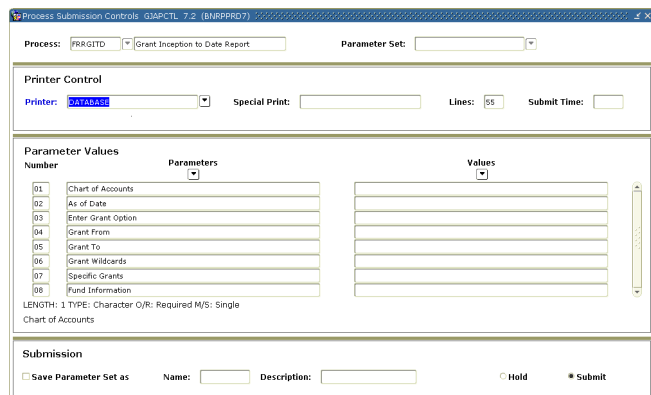 Process Submission Controls GJAPCTL 7.2 (BNRPPRD7)
Process: FRRGITD Grant Inception to Date Report Parameter Set:
Printer Control
Printer: DATABASE Special Print: Lines: 55 Submit Time:
Parameter Values
Number Parameters Values
01 Chart of Accounts
02 As of Date
03 Enter Grant Option
04 Grant From
05 Grant To
06 Grant Wildcards
07 Specific Grants
08 Fund Information
LENGTH: 1 TYPE: Character O/R: Required M/S: Single
Chart of Accounts
Submission
Save Parameter Set as Name: Description: Hold Submit